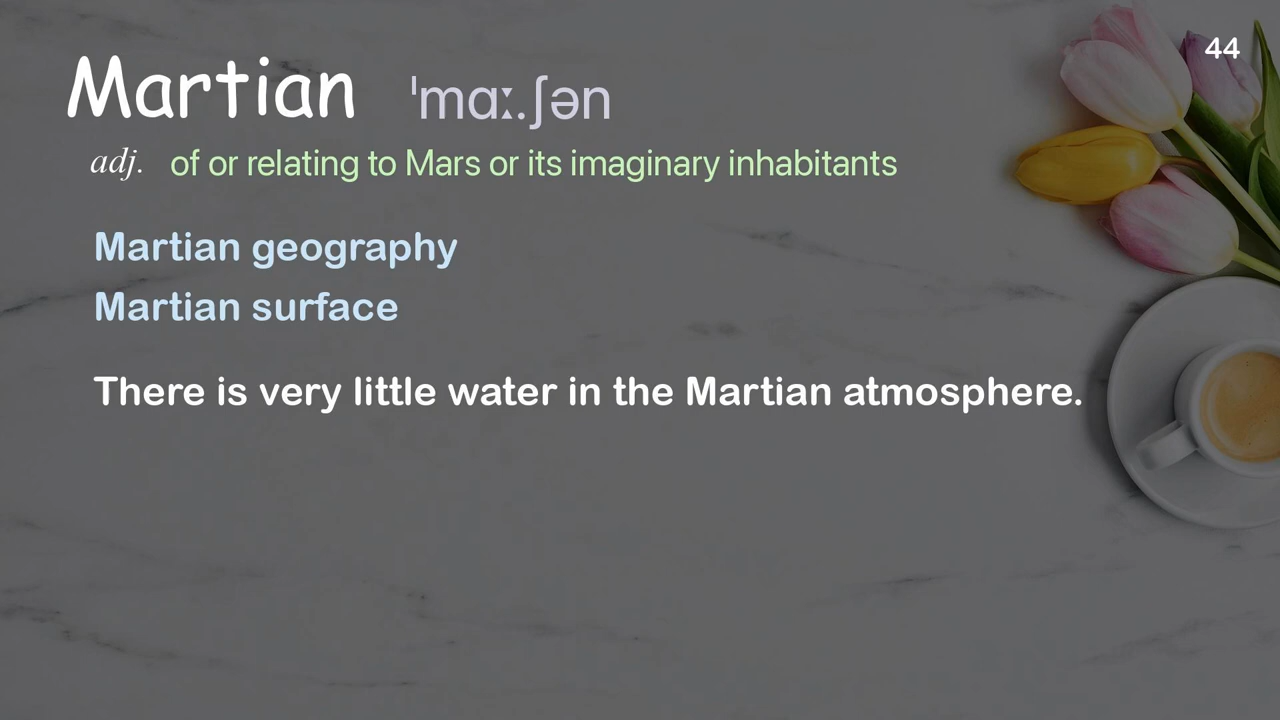 44
Martian ˈmɑː.ʃən
adj. of or relating to Mars or its imaginary inhabitants
Martian geography
Martian surface
There is very little water in the Martian atmosphere.